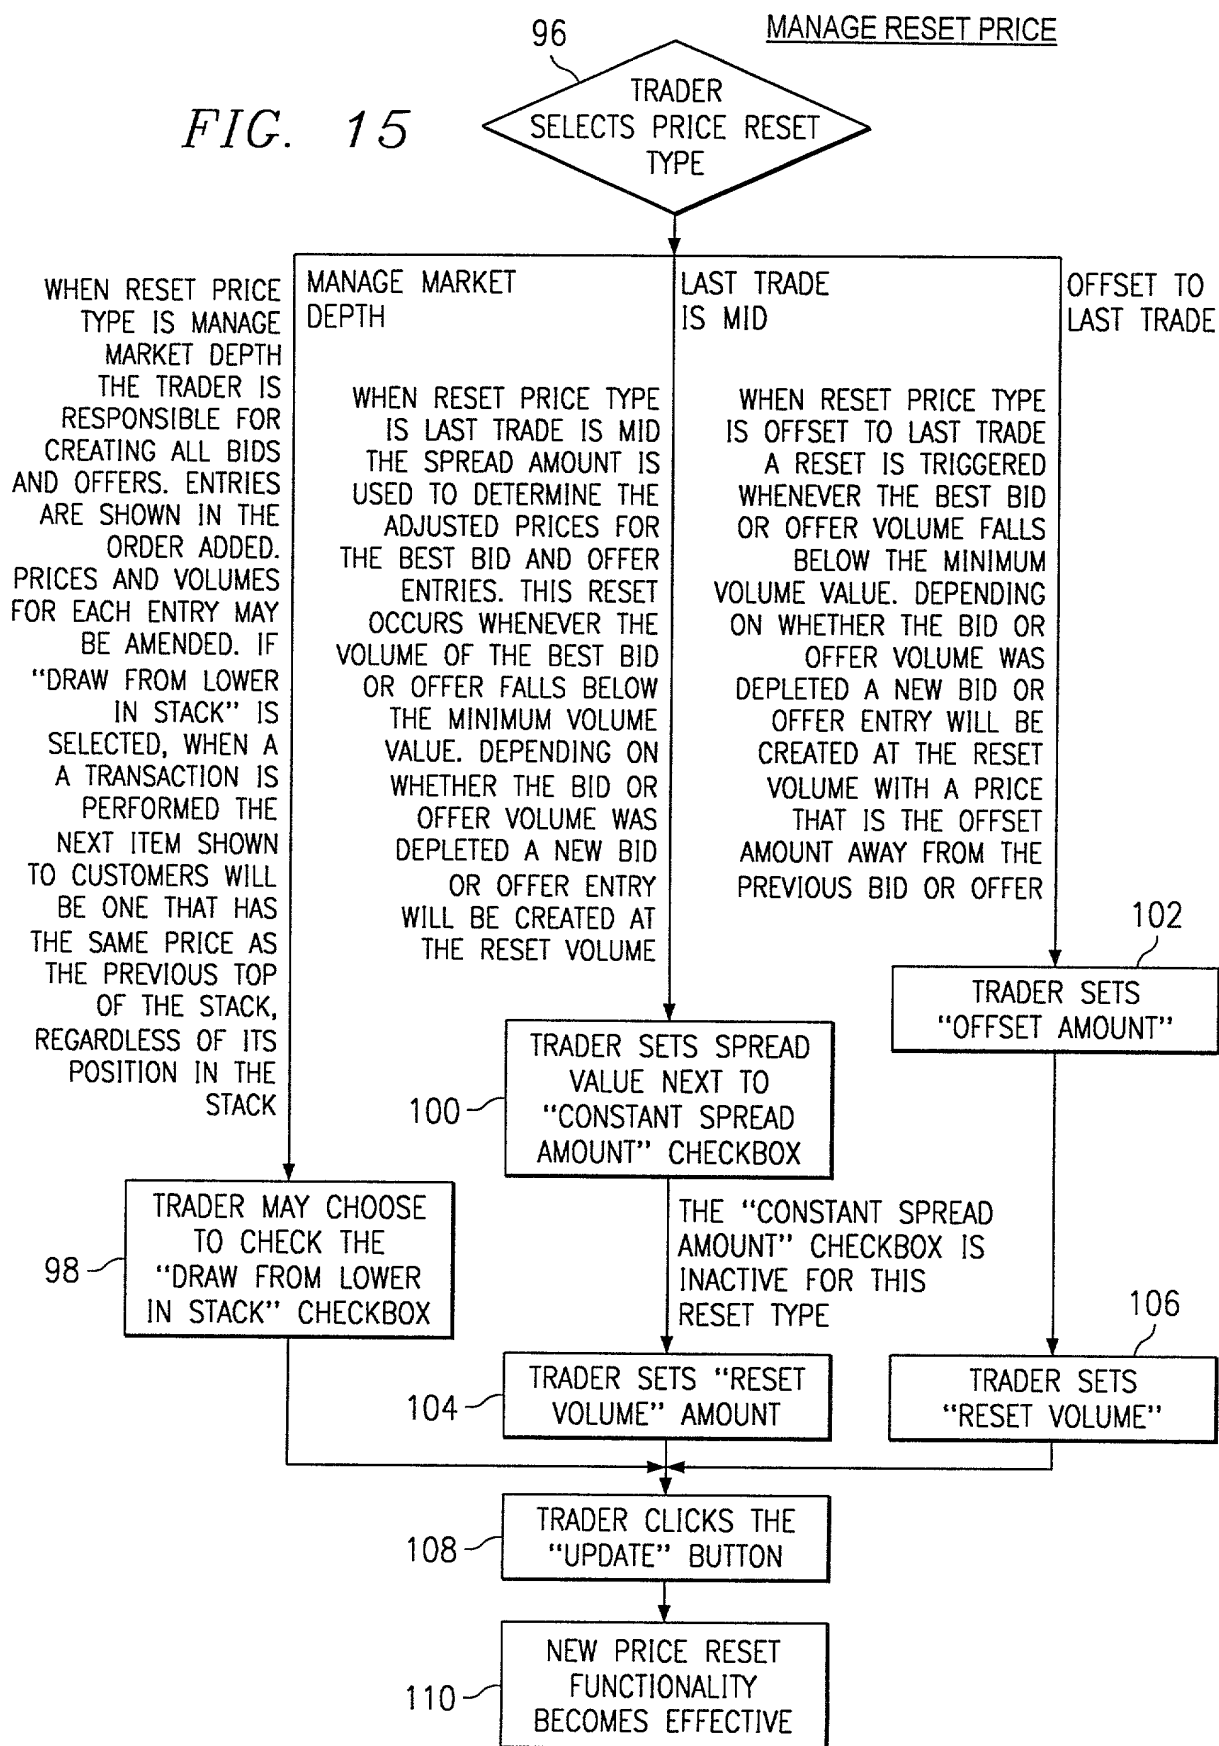 MANAGE RESET PRICE
96
FIG. 15
TRADER
SELECTS PRICE RESET
TYPE
MANAGE MARKET
DEPTH
LAST TRADE
IS MID
OFFSET TO
LAST TRADE
WHEN RESET PRICE
TYPE IS MANAGE
MARKET DEPTH
THE TRADER IS
RESPONSIBLE FOR
CREATING ALL BIDS
AND OFFERS. ENTRIES
ARE SHOWN IN THE
ORDER ADDED.
PRICES AND VOLUMES
FOR EACH ENTRY MAY
BE AMENDED. IF
"DRAW FROM LOWER
IN STACK" IS
SELECTED, WHEN A
A TRANSACTION IS
PERFORMED THE
NEXT ITEM SHOWN
TO CUSTOMERS WILL
BE ONE THAT HAS
THE SAME PRICE AS
THE PREVIOUS TOP
OF THE STACK,
REGARDLESS OF ITS
POSITION IN THE
STACK
WHEN RESET PRICE TYPE
IS LAST TRADE IS MID
THE SPREAD AMOUNT IS
USED TO DETERMINE THE
ADJUSTED PRICES FOR
THE BEST BID AND OFFER
ENTRIES. THIS RESET
OCCURS WHENEVER THE
VOLUME OF THE BEST BID
OR OFFER FALLS BELOW
THE MINIMUM VOLUME
VALUE. DEPENDING ON
WHETHER THE BID OR
OFFER VOLUME WAS
DEPLETED A NEW BID
OR OFFER ENTRY
WILL BE CREATED AT
THE RESET VOLUME
WHEN RESET PRICE TYPE
IS OFFSET TO LAST TRADE
A RESET IS TRIGGERED
WHENEVER THE BEST BID
OR OFFER VOLUME FALLS
BELOW THE MINIMUM
VOLUME VALUE. DEPENDING
ON WHETHER THE BID OR
OFFER VOLUME WAS
DEPLETED A NEW BID OR
OFFER ENTRY WILL BE
CREATED AT THE RESET
VOLUME WITH A PRICE
THAT IS THE OFFSET
AMOUNT AWAY FROM THE
PREVIOUS BID OR OFFER
102
TRADER SETS
"OFFSET AMOUNT"
100
TRADER SETS SPREAD
VALUE NEXT TO
"CONSTANT SPREAD
AMOUNT" CHECKBOX
98
TRADER MAY CHOOSE
TO CHECK THE
"DRAW FROM LOWER
IN STACK" CHECKBOX
THE "CONSTANT SPREAD
AMOUNT" CHECKBOX IS
INACTIVE FOR THIS
RESET TYPE
106
104
TRADER SETS "RESET
VOLUME" AMOUNT
TRADER SETS
"RESET VOLUME"
108
TRADER CLICKS THE
"UPDATE" BUTTON
110
NEW PRICE RESET
FUNCTIONALITY
BECOMES EFFECTIVE